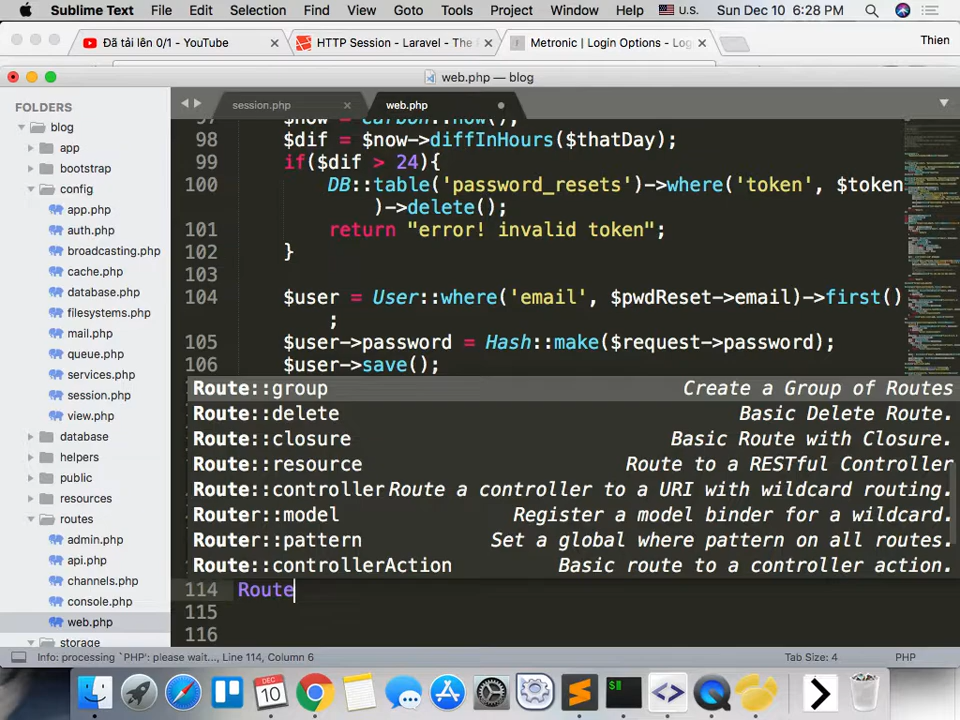 Sublime Text File Edit Selection Find View Goto Tools Project Window Help U.S. Sun Dec 10 6:28 PM
Đã tải lên 0/1 - YouTube × HTTP Session - Laravel - The × Metronic | Login Options - Log × Thien
web.php — blog
FOLDERS
blog
app
bootstrap
config
app.php
auth.php
broadcasting.php
cache.php
database.php
filesystems.php
mail.php
queue.php
services.php
session.php
view.php
database
helpers
public
resources
routes
admin.php
api.php
channels.php
console.php
web.php
storage
session.php × web.php
97 $now = Carbon::now();
98 $dif = $now->diffInHours($thatDay);
99 if($dif > 24){
100 DB::table('password_resets')->where('token', $token
)->delete();
101 return "error! invalid token";
102 }
103
104 $user = User::where('email', $pwdReset->email)->first()
;
105 $user->password = Hash::make($request->password);
106 $user->save();
Route::group Create a Group of Routes
Route::delete Basic Delete Route.
Route::closure Basic Route with Closure.
Route::resource Route to a RESTful Controller
Route::controller Route a controller to a URI with wildcard routing.
Router::model Register a model binder for a wildcard.
Router::pattern Set a global where pattern on all routes.
Route::controllerAction Basic route to a controller action.
114 Route
115
116
Info: processing `PHP`: please wait..., Line 114, Column 6 Tab Size: 4 PHP
DEC
10